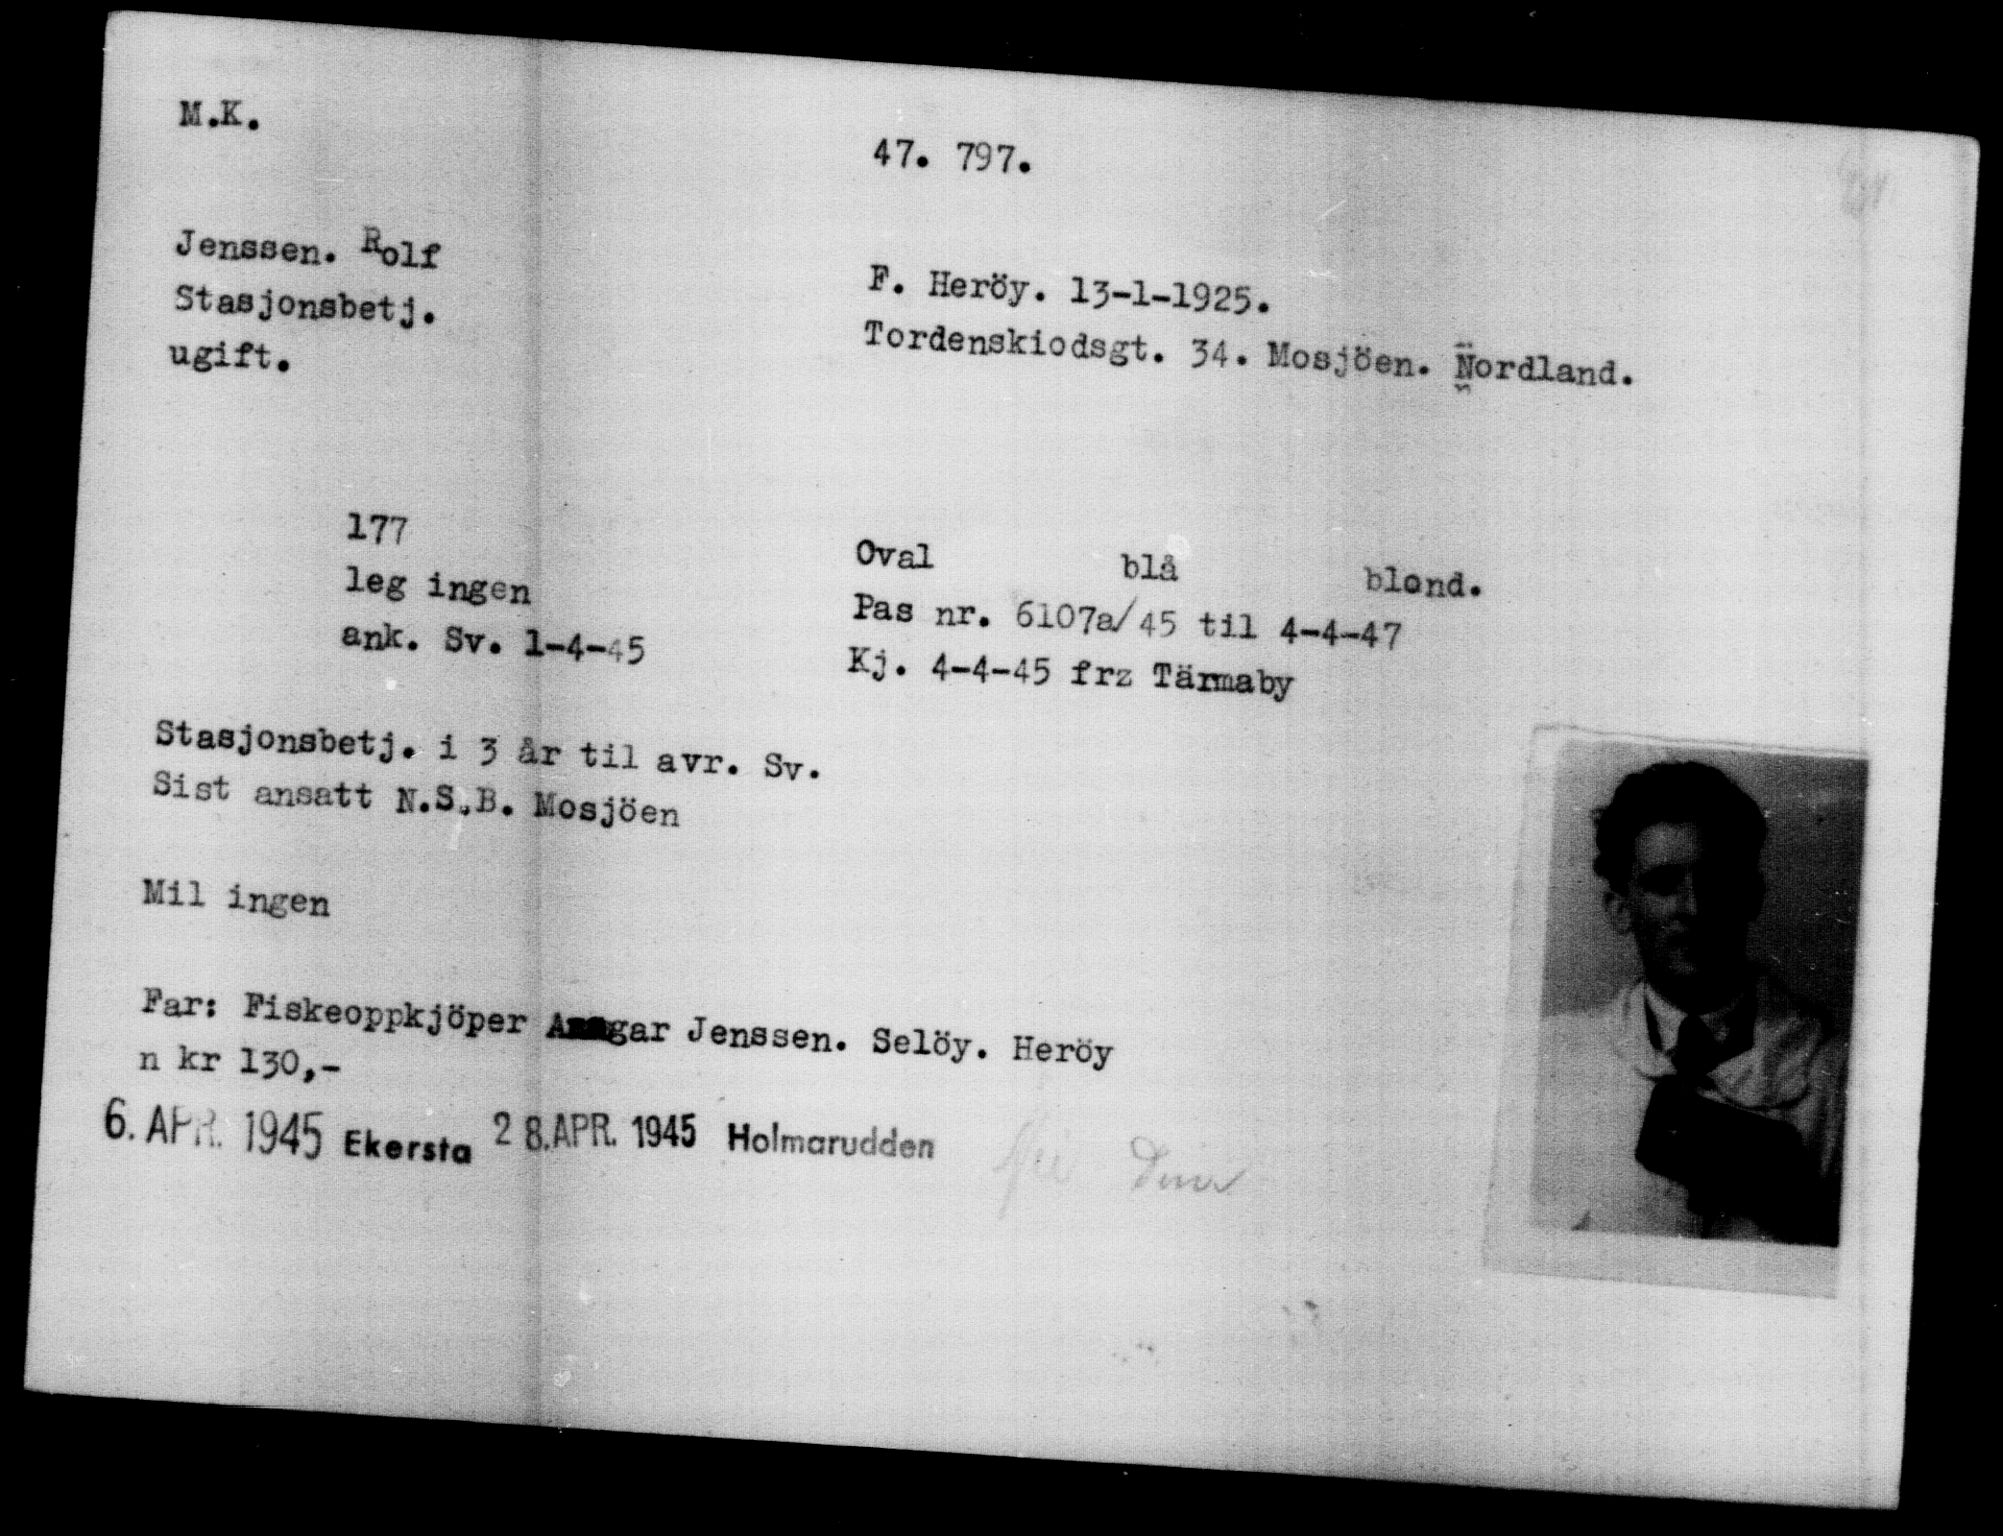 M.K.
47. 797.
Jenssen. Rolf
F. Heröy. 13-1-1925.
Stasjonsbetj.
Tordenskiodsgt. 34. Mosjöen. Nordland.
ugift.
177
Oval blå blond.
leg ingen
Pas nr. 6107a/45 til 4-4-47
ank. Sv. 1-4-45
Kj. 4-4-45 frz Tärmaby
Stasjonsbetj. i 3 år til avr. Sv.
Sist ansatt N.S.B. Mosjöen
Mil ingen
Far: Fiskeoppkjöper Jenssen. Selöy. Heröy
n kr 130,-
6. APR. 1945 Ekersta 28. APR. 1945 Holmarudden